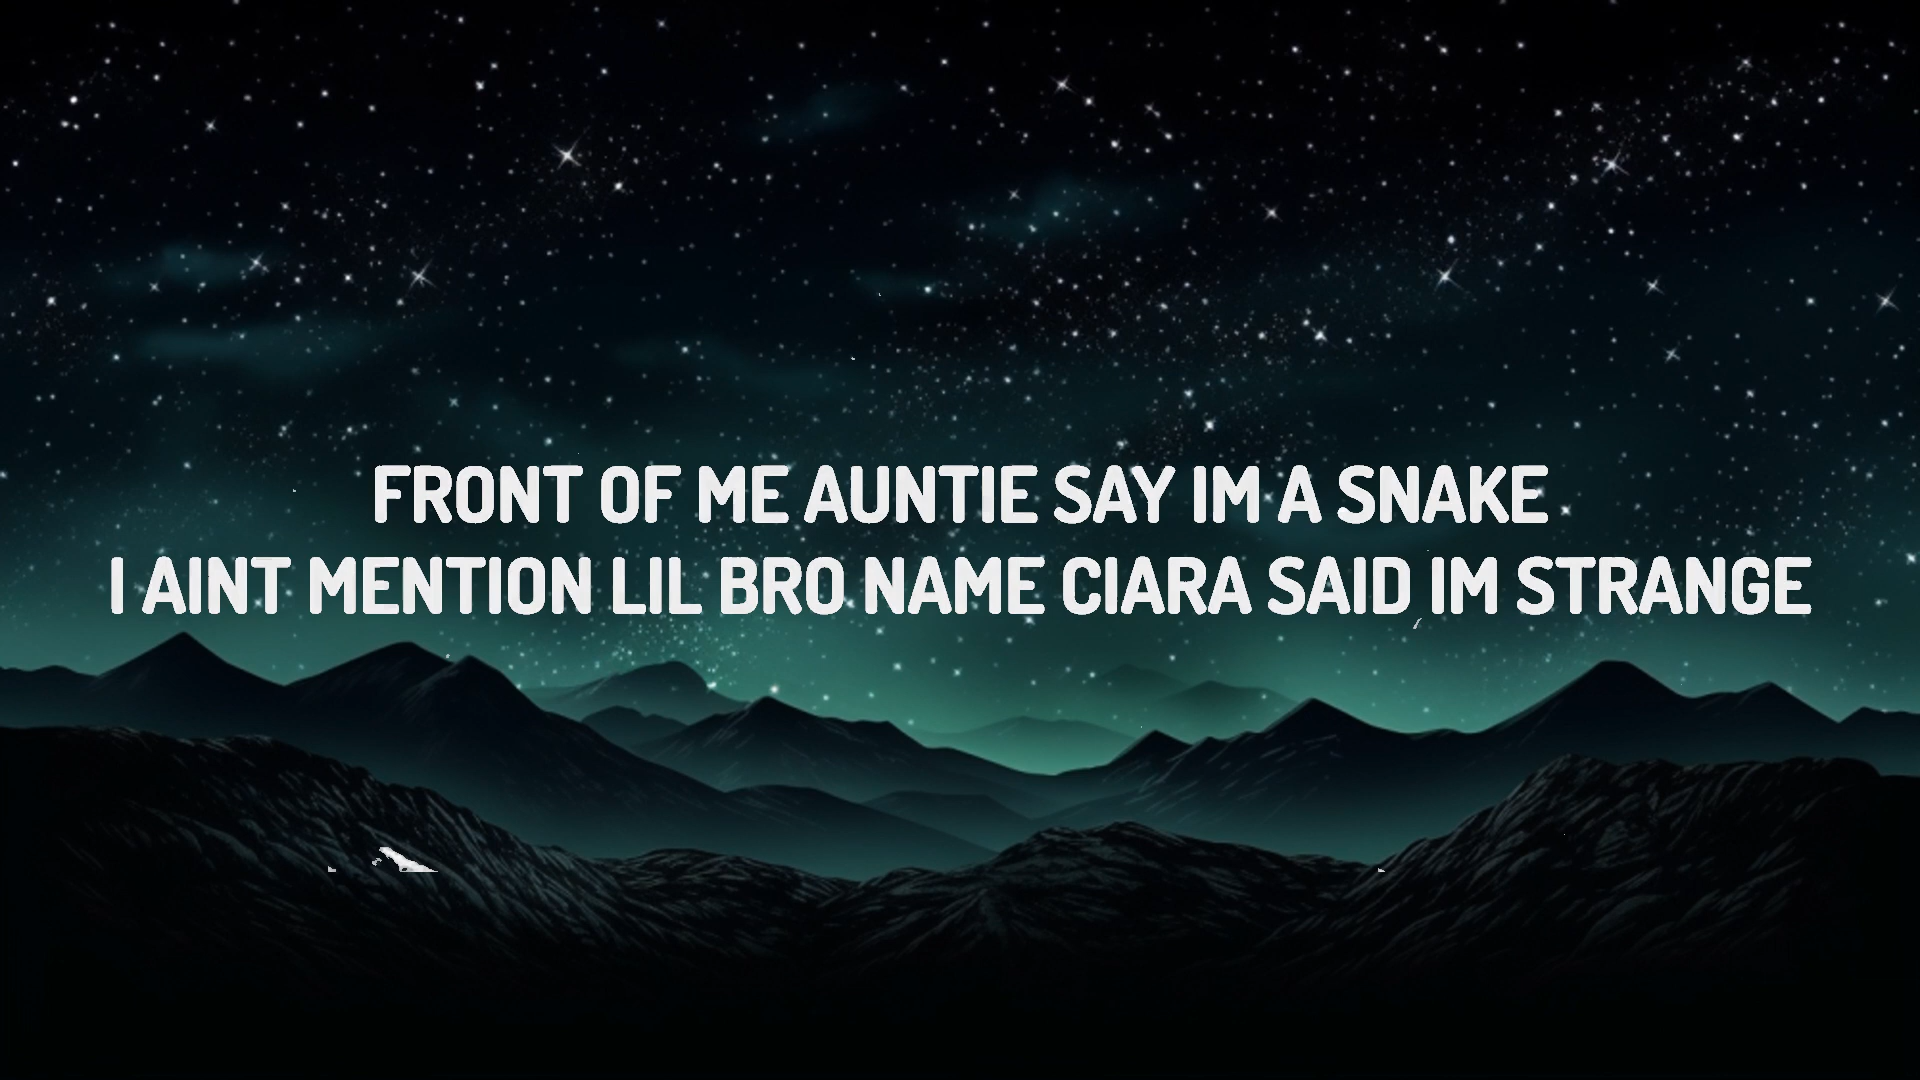 FRONT OF ME AUNTIE SAY IM A SNAKE
I AINT MENTION LIL BRO NAME CIARA SAID IM STRANGE